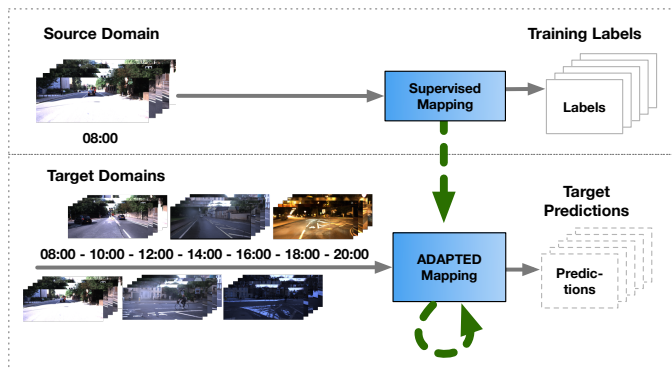 Source Domain
Training Labels
Supervised
Mapping
Labels
08:00
Target Domains
Target
Predictions
08:00 - 10:00 - 12:00 - 14:00 - 16:00 - 18:00 - 20:00
ADAPTED
Mapping
Predic-
tions